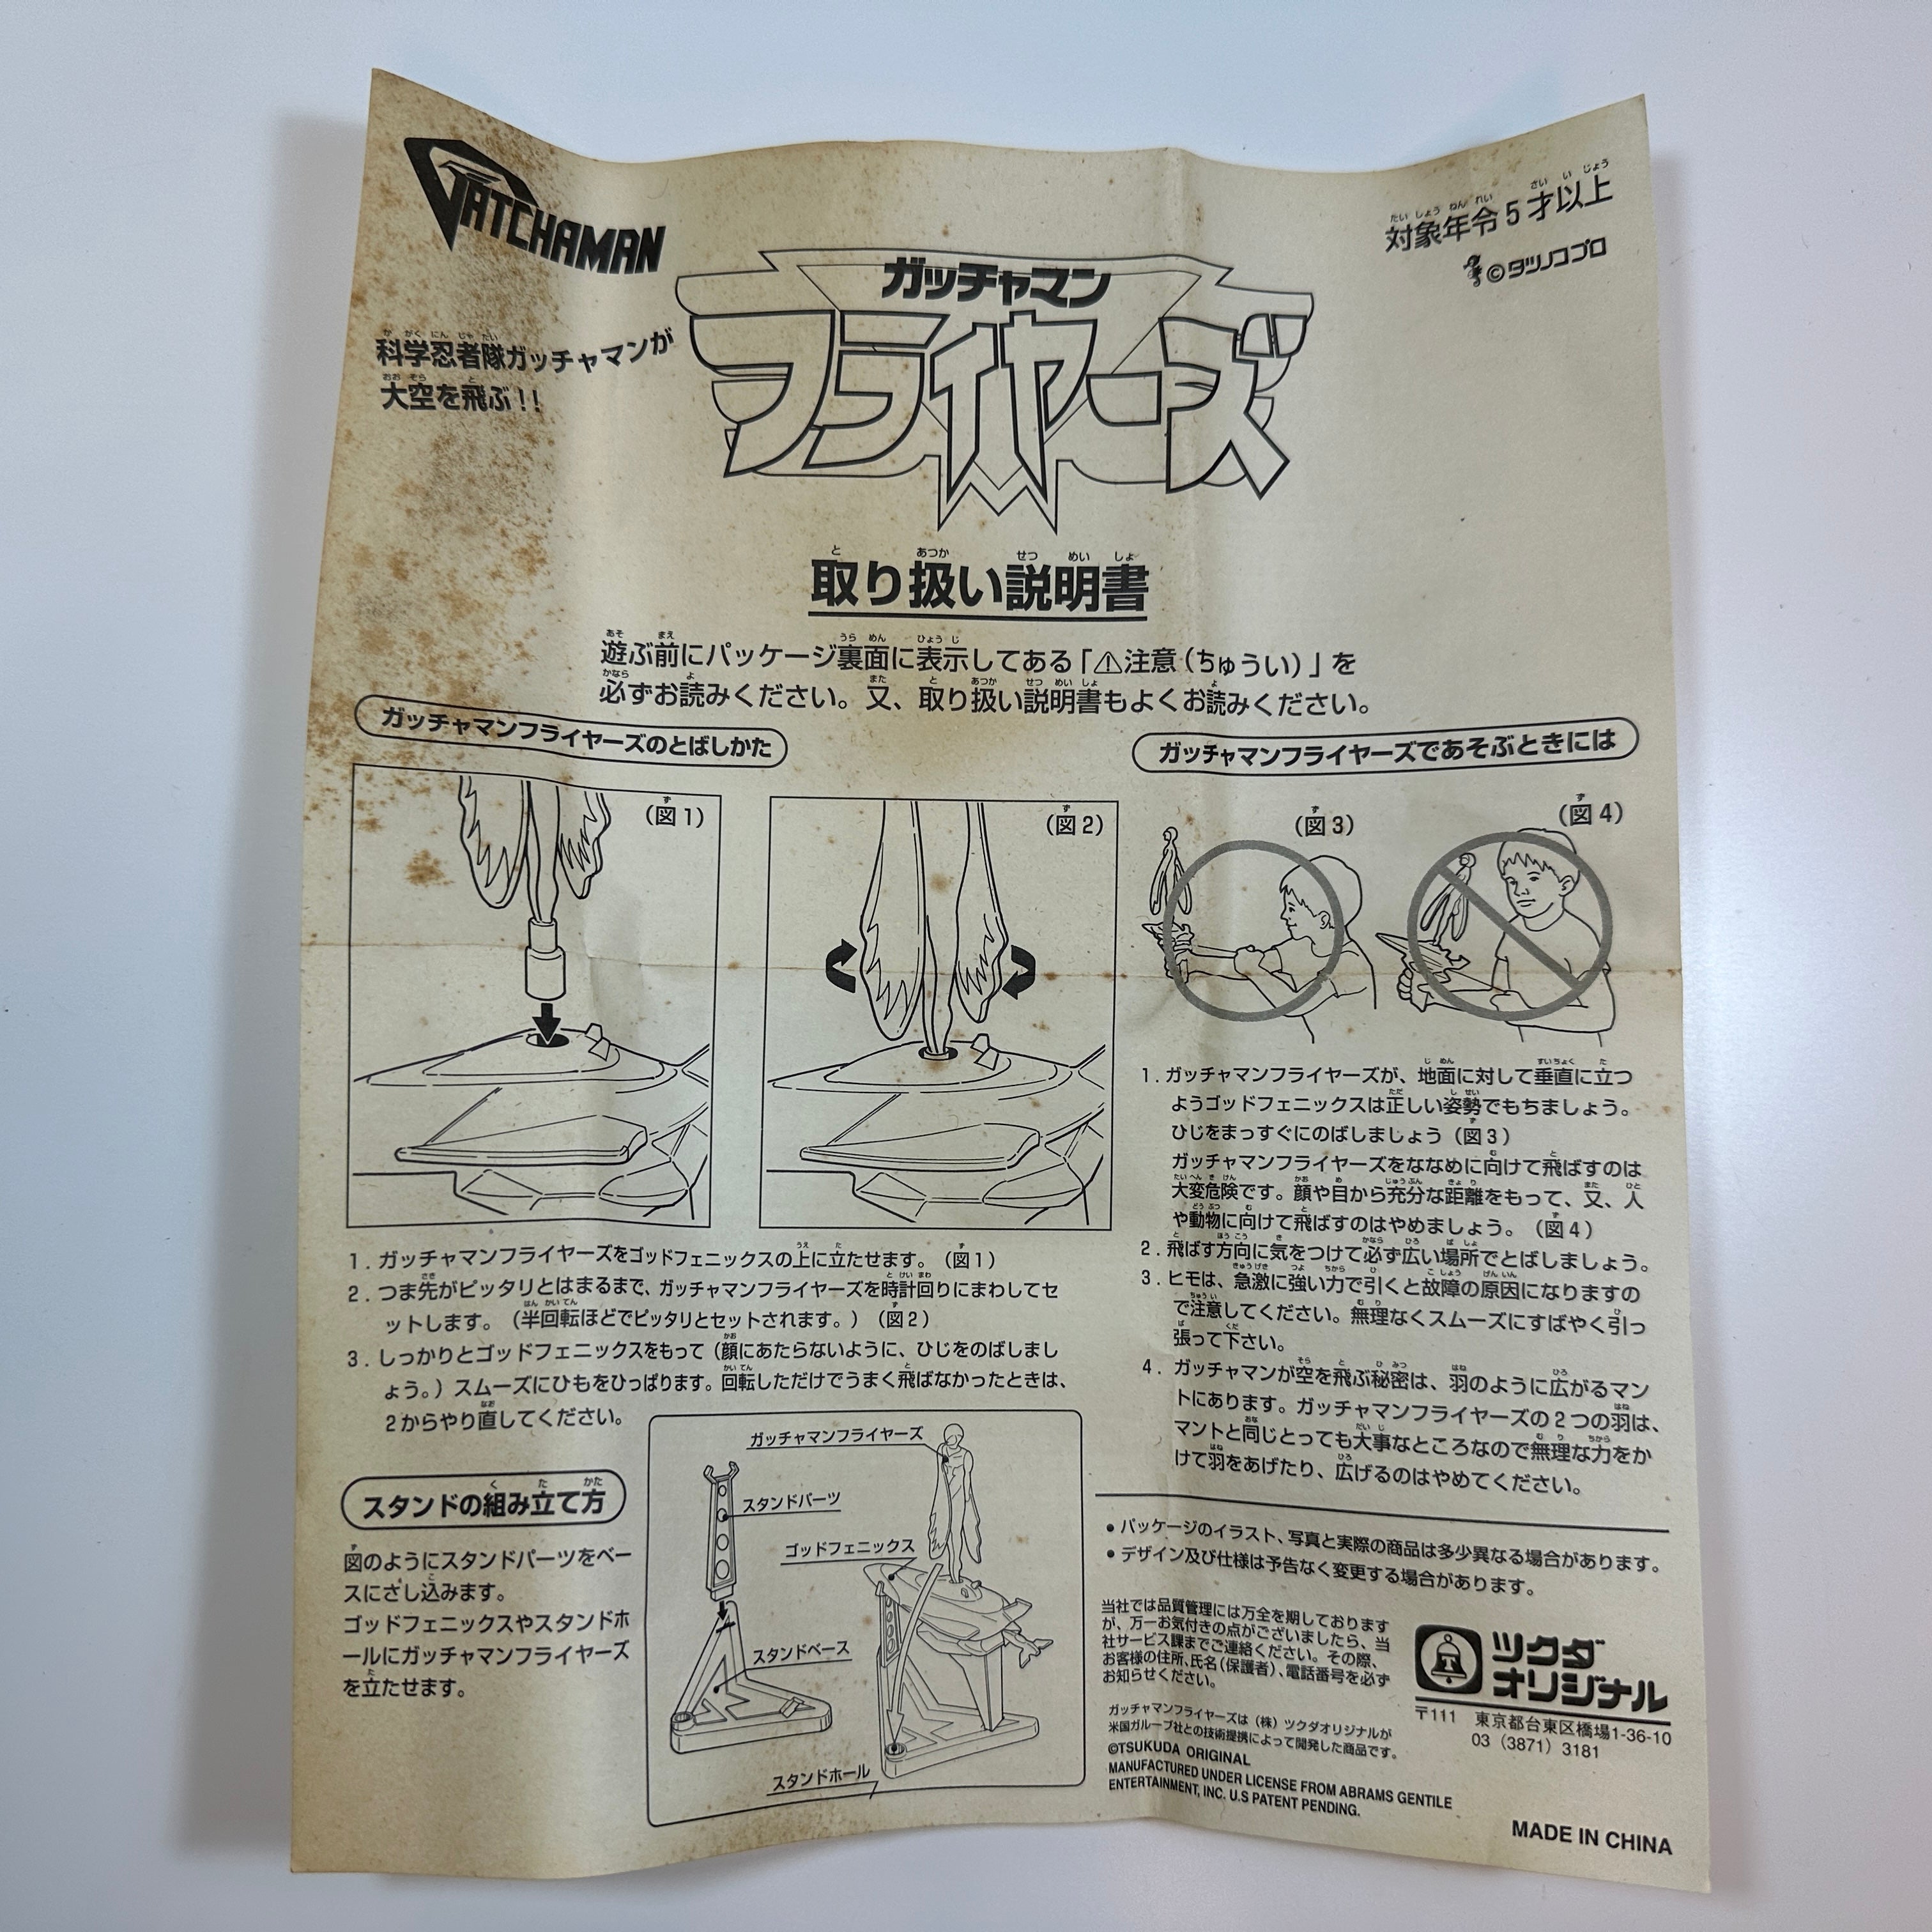 GATCHAMAN
対象年令5才以上
©タツノコプロ
科学忍者隊ガッチャマンが
大空を飛ぶ!!
ガッチャマン
フライヤーズ
取り扱い説明書
遊ぶ前にパッケージ裏面に表示してある「⚠注意(ちゅうい)」を
必ずお読みください。又、取り扱い説明書もよくお読みください。
ガッチャマンフライヤーズのとばしかた
(図1)
(図2)
1. ガッチャマンフライヤーズをゴッドフェニックスの上に立たせます。(図1)
2. つま先がピッタリとはまるまで、ガッチャマンフライヤーズを時計回りにまわしてセ
ットします。(半回転ほどでピッタリとセットされます。)(図2)
3. しっかりとゴッドフェニックスをもって(顔にあたらないように、ひじをのばしまし
ょう。)スムーズにひもをひっぱります。回転しただけでうまく飛ばなかったときは、
2からやり直してください。
スタンドの組み立て方
図のようにスタンドパーツをベー
スにさし込みます。
ゴッドフェニックスやスタンドホ
ールにガッチャマンフライヤーズ
を立たせます。
ガッチャマンフライヤーズ
スタンドパーツ
ゴッドフェニックス
スタンドベース
スタンドホール
ガッチャマンフライヤーズであそぶときには
(図3)
(図4)
1. ガッチャマンフライヤーズが、地面に対して垂直に立つ
ようゴッドフェニックスは正しい姿勢でもちましょう。
ひじをまっすぐにのばしましょう(図3)
ガッチャマンフライヤーズをななめに向けて飛ばすのは
大変危険です。顔や目から充分な距離をもって、又、人
や動物に向けて飛ばすのはやめましょう。(図4)
2. 飛ばす方向に気をつけて必ず広い場所でとばしましょう。
3. ヒモは、急激に強い力で引くと故障の原因になりますの
で注意してください。無理なくスムーズにすばやく引っ
張って下さい。
4. ガッチャマンが空を飛ぶ秘密は、羽のように広がるマン
トにあります。ガッチャマンフライヤーズの2つの羽は、
マントと同じとっても大事なところなので無理な力をか
けて羽をあげたり、広げるのはやめてください。
● パッケージのイラスト、写真と実際の商品は多少異なる場合があります。
● デザイン及び仕様は予告なく変更する場合があります。
当社では品質管理には万全を期しております
が、万一お気付きの点がございましたら、当
社サービス課までご連絡ください。その際、
お客様の住所、氏名(保護者)、電話番号を必ず
お知らせください。
ガッチャマンフライヤーズは(株)ツクダオリジナルが
米国ガループ社との技術提携によって開発した商品です。
©TSUKUDA ORIGINAL
MANUFACTURED UNDER LICENSE FROM ABRAMS GENTILE
ENTERTAINMENT, INC. U.S PATENT PENDING.
ツクダ
オリジナル
〒111 東京都台東区橋場1-36-10
03(3871)3181
MADE IN CHINA